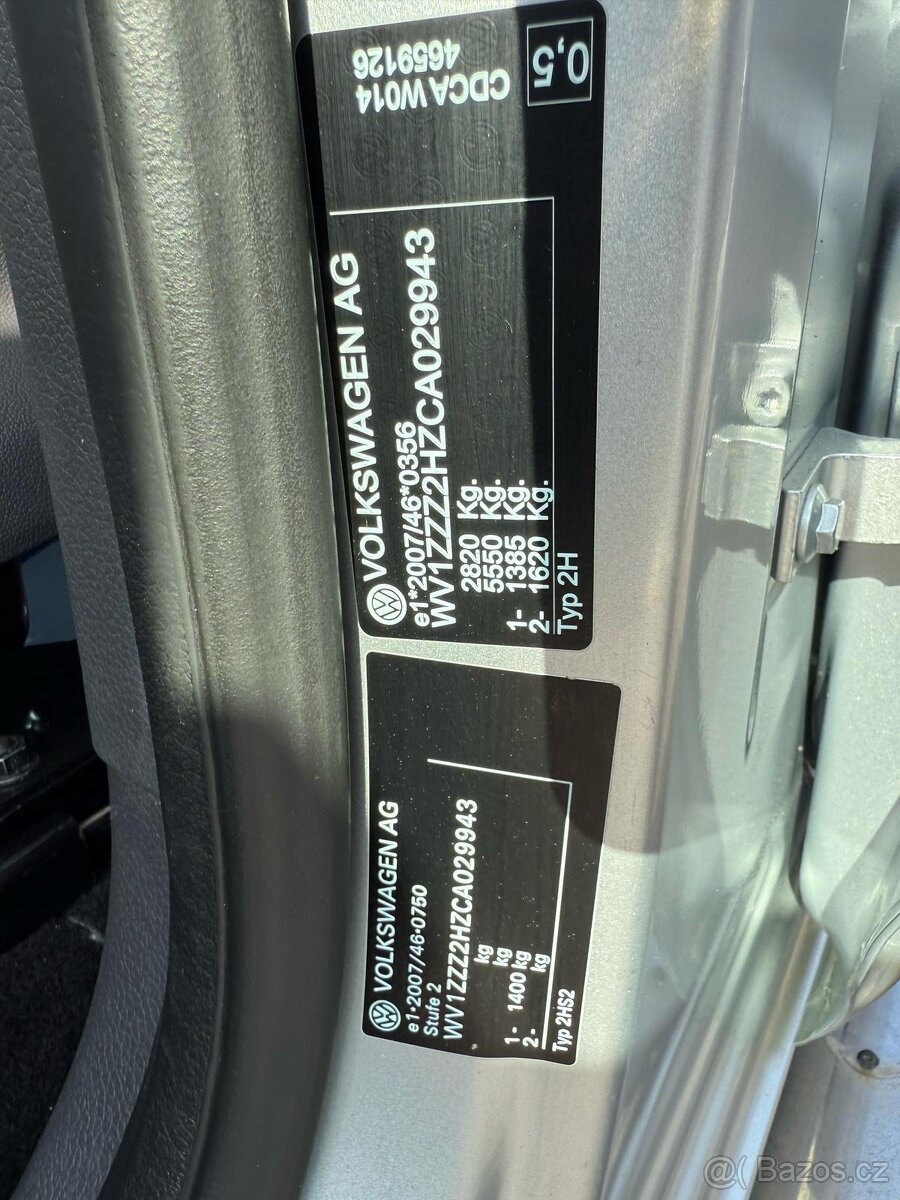 VOLKSWAGEN AG
e1*2007/46*0356
WV1ZZZ2HZCA029943
2820 Kg.
5550 Kg.
1- 1385 Kg.
2- 1620 Kg.
Typ 2H
CDCA W014
4659126
0,5
VOLKSWAGEN AG
e1*2007/46*0750
Stufe 2
WV1ZZZ2HZCA029943
kg
kg
1- 1400 kg
2- kg
Typ 2HS2
@( Bazoš.cz